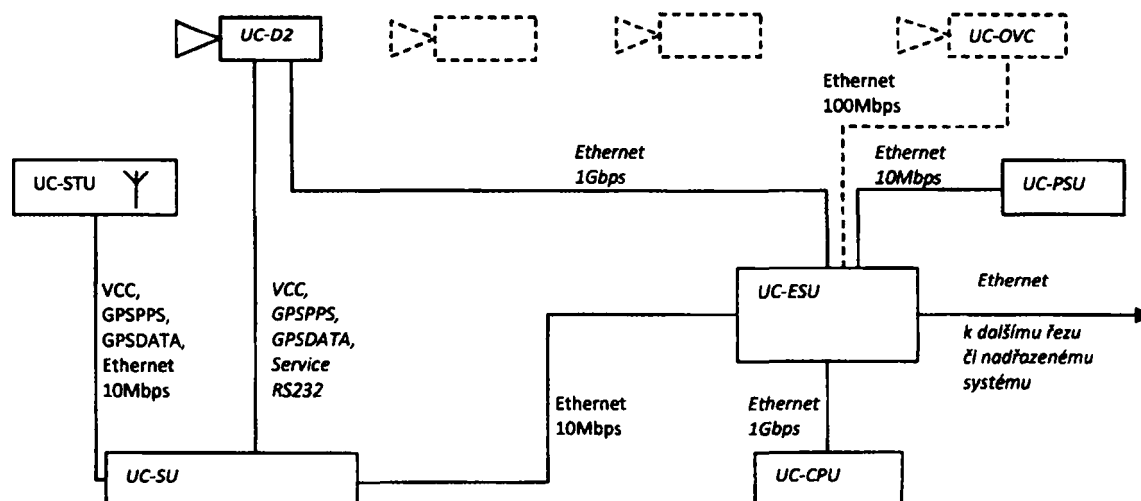 UC-D2
UC-OVC
Ethernet
100Mbps
Ethernet
1Gbps
Ethernet
10Mbps
UC-STU
UC-PSU
VCC,
GPSPPS,
GPSDATA,
Ethernet
10Mbps
VCC,
GPSPPS,
GPSDATA,
Service
RS232
UC-ESU
Ethernet
k dalšímu řezu
či nadřazenému
systému
Ethernet
10Mbps
Ethernet
1Gbps
UC-SU
UC-CPU